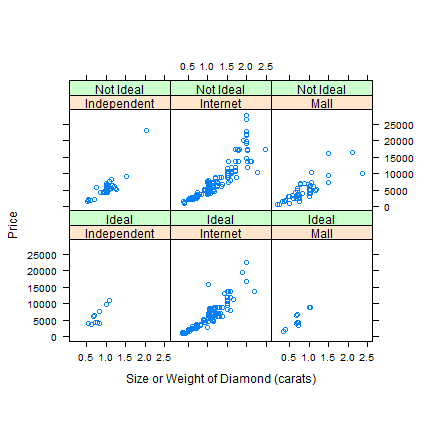 0.5 1.0 1.5 2.0 2.5
Not Ideal Not Ideal Not Ideal
Independent Internet Mall
25000
20000
15000
10000
5000
0
Price
Ideal Ideal Ideal
Independent Internet Mall
25000
20000
15000
10000
5000
0
0.5 1.0 1.5 2.0 2.5 0.5 1.0 1.5 2.0 2.5
Size or Weight of Diamond (carats)